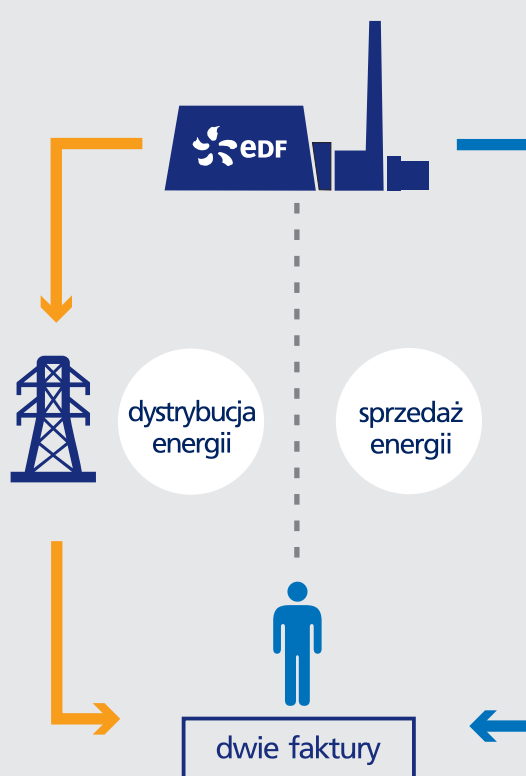 eDF
dystrybucja
energii
sprzedaż
energii
dwie faktury